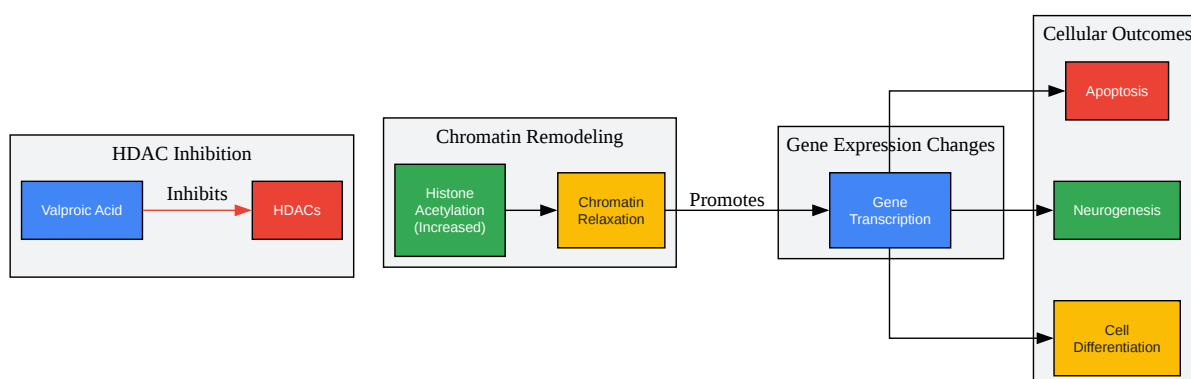 HDAC Inhibition
Valproic Acid
Inhibits
HDACs
Chromatin Remodeling
Histone
Acetylation
(Increased)
Chromatin
Relaxation
Promotes
Gene Expression Changes
Gene
Transcription
Cellular Outcomes
Apoptosis
Neurogenesis
Cell
Differentiation